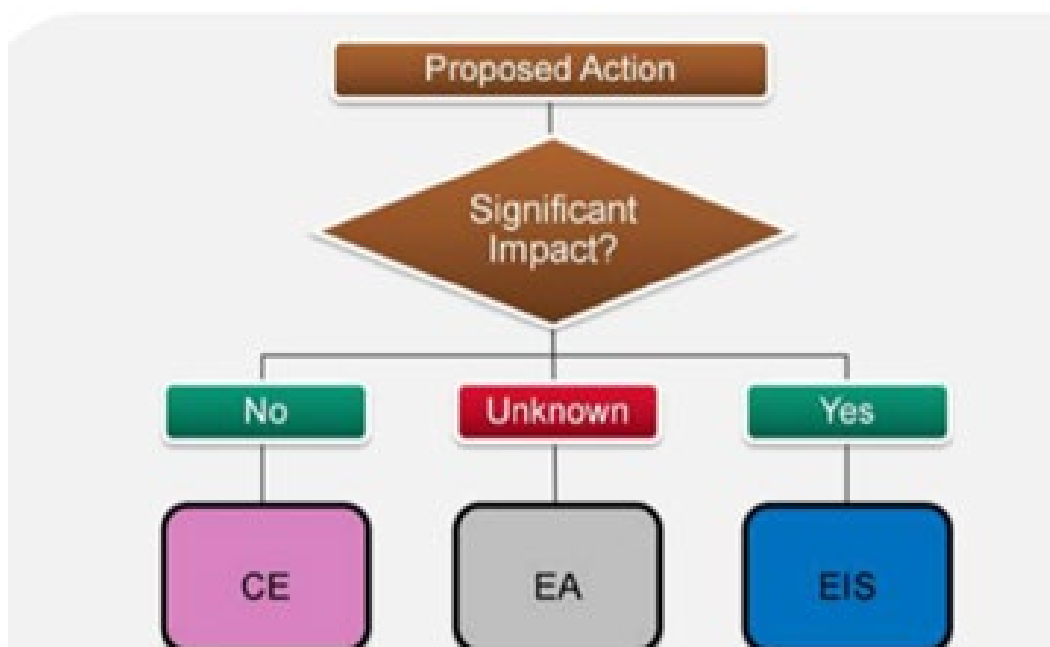 Proposed Action
Significant
Impact?
No
Unknown
Yes
CE
EA
EIS